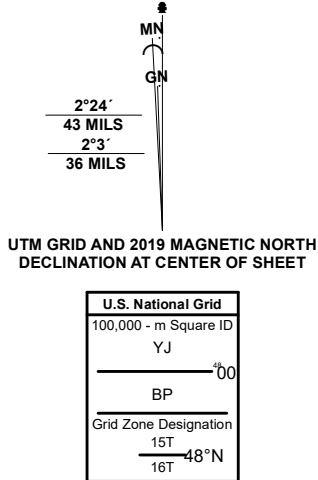 MN
GN
2°24´
43 MILS
2°3´
36 MILS
UTM GRID AND 2019 MAGNETIC NORTH
DECLINATION AT CENTER OF SHEET
U.S. National Grid
100,000 - m Square ID
YJ
4800
BP
Grid Zone Designation
15T
48°N
16T